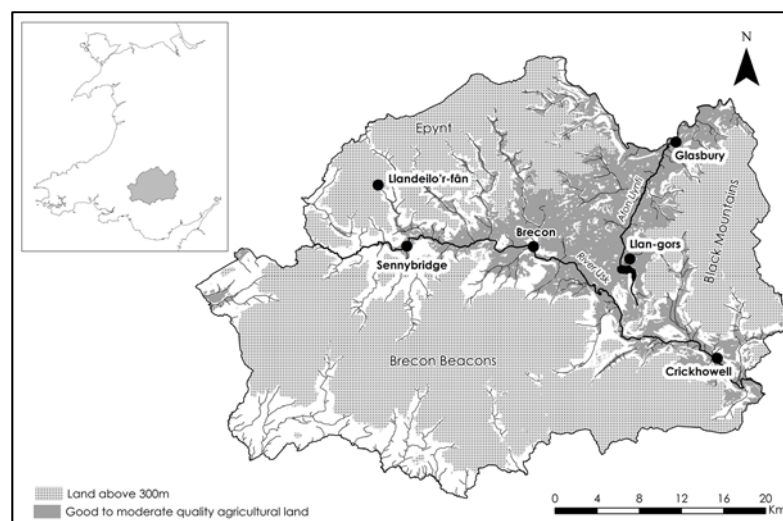 N
Epynt
Glasbury
Llandeilo'r-fân
Afon Llynfi
Black Mountains
Brecon
Llan-gors
Sennybridge
River Usk
Brecon Beacons
Crickhowell
Land above 300m
Good to moderate quality agricultural land
0 4 8 12 16 20
Km